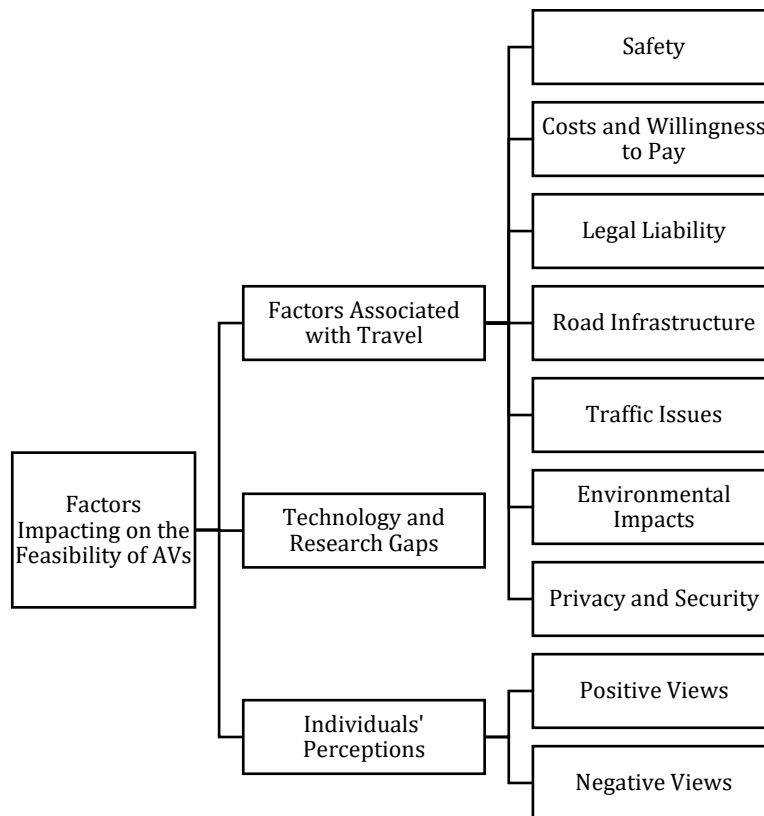 Safety
Costs and Willingness
to Pay
Legal Liability
Factors Associated
with Travel
Road Infrastructure
Traffic Issues
Factors
Impacting on the
Feasibility of AVs
Technology and
Research Gaps
Environmental
Impacts
Privacy and Security
Individuals'
Perceptions
Positive Views
Negative Views